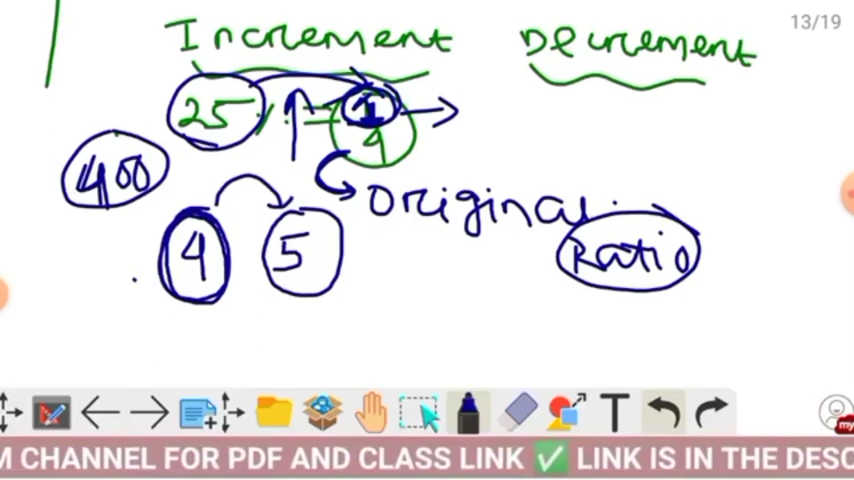 13/19
Increment Decrement
25% ↑ = 1/4 →
400
original
4 5 Ratio
T
my
M CHANNEL FOR PDF AND CLASS LINK ✅ LINK IS IN THE DESC